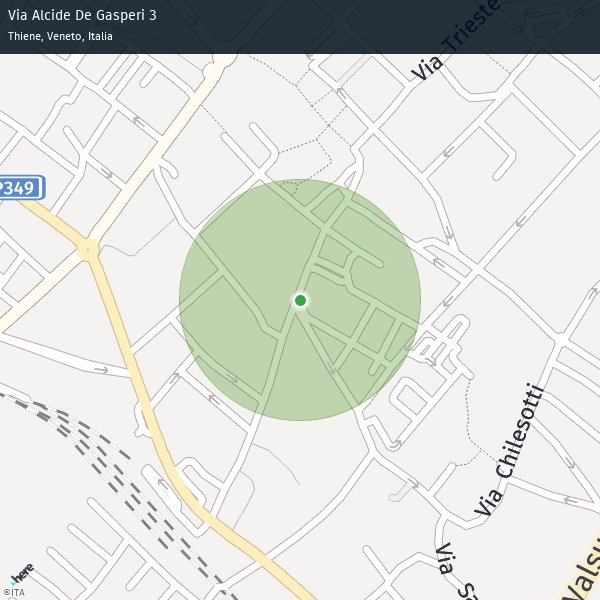 Via Alcide De Gasperi 3
Thiene, Veneto, Italia
Via Trieste
P349
Via Chilesotti
Via
Valsu
here
©ITA